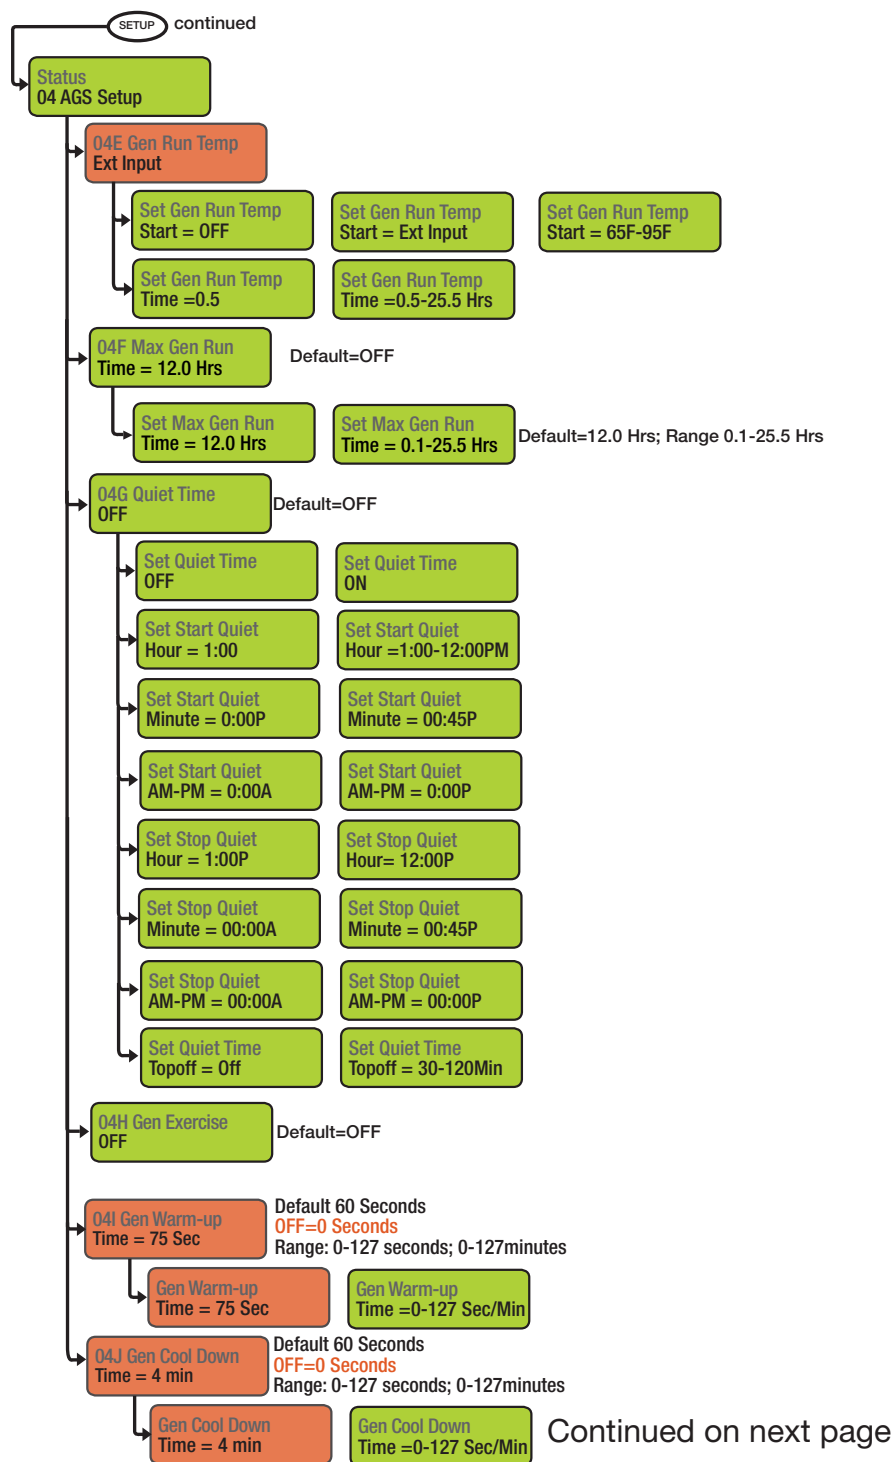 SETUP continued
Status
04 AGS Setup
04E Gen Run Temp
Ext Input
Set Gen Run Temp
Start = OFF
Set Gen Run Temp
Start = Ext Input
Set Gen Run Temp
Start = 65F-95F
Set Gen Run Temp
Time =0.5
Set Gen Run Temp
Time =0.5-25.5 Hrs
04F Max Gen Run
Time = 12.0 Hrs
Default=OFF
Set Max Gen Run
Time = 12.0 Hrs
Set Max Gen Run
Time = 0.1-25.5 Hrs
Default=12.0 Hrs; Range 0.1-25.5 Hrs
04G Quiet Time
OFF
Default=OFF
Set Quiet Time
OFF
Set Quiet Time
ON
Set Start Quiet
Hour = 1:00
Set Start Quiet
Hour =1:00-12:00PM
Set Start Quiet
Minute = 0:00P
Set Start Quiet
Minute = 00:45P
Set Start Quiet
AM-PM = 0:00A
Set Start Quiet
AM-PM = 0:00P
Set Stop Quiet
Hour = 1:00P
Set Stop Quiet
Hour= 12:00P
Set Stop Quiet
Minute = 00:00A
Set Stop Quiet
Minute = 00:45P
Set Stop Quiet
AM-PM = 00:00A
Set Stop Quiet
AM-PM = 00:00P
Set Quiet Time
Topoff = Off
Set Quiet Time
Topoff = 30-120Min
04H Gen Exercise
OFF
Default=OFF
04I Gen Warm-up
Time = 75 Sec
Default 60 Seconds
OFF=0 Seconds
Range: 0-127 seconds; 0-127minutes
Gen Warm-up
Time = 75 Sec
Gen Warm-up
Time =0-127 Sec/Min
04J Gen Cool Down
Time = 4 min
Default 60 Seconds
OFF=0 Seconds
Range: 0-127 seconds; 0-127minutes
Gen Cool Down
Time = 4 min
Gen Cool Down
Time =0-127 Sec/Min
Continued on next page